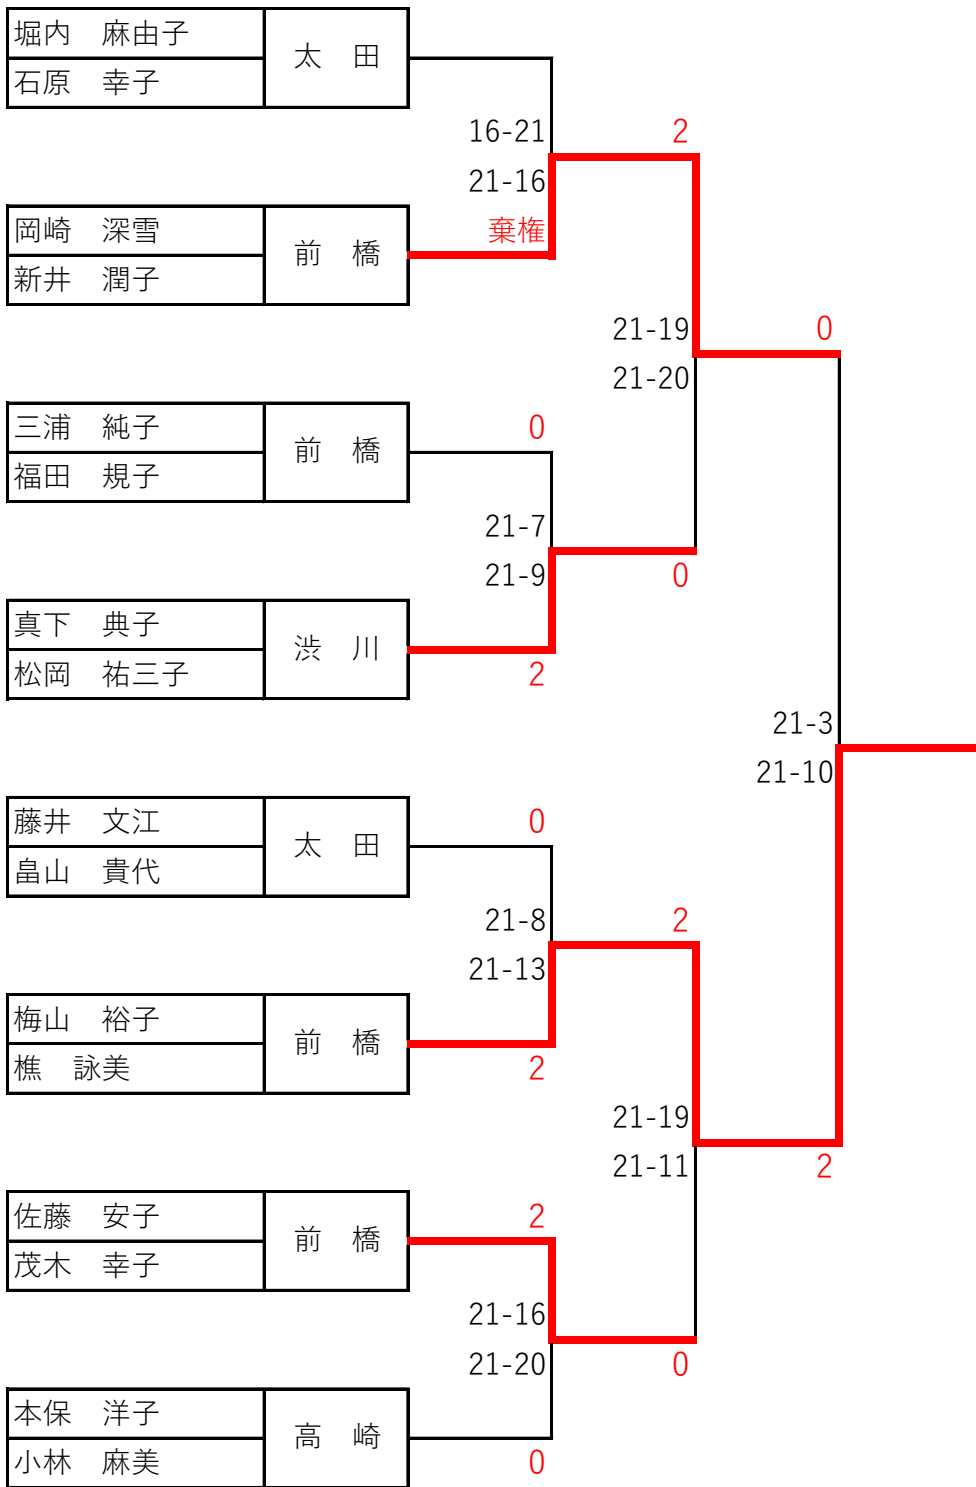 堀内　麻由子
太　田
石原　幸子
16-21
2
21-16
岡崎　深雪
棄権
前　橋
新井　潤子
21-19
0
21-20
三浦　純子
0
前　橋
福田　規子
21-7
21-9
0
真下　典子
渋　川
松岡　祐三子
2
21-3
21-10
藤井　文江
0
太　田
畠山　貴代
21-8
2
21-13
梅山　裕子
前　橋
樵　詠美
2
21-19
21-11
2
佐藤　安子
2
前　橋
茂木　幸子
21-16
21-20
0
本保　洋子
高　崎
小林　麻美
0